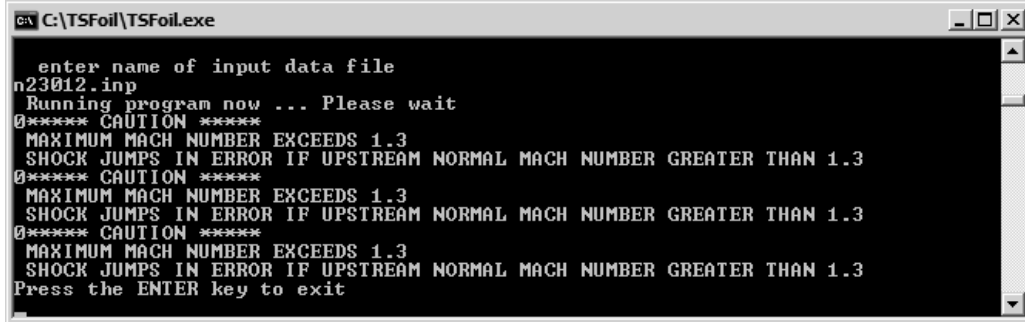 C:\TSFoil\TSFoil.exe
enter name of input data file
n23012.inp
Running program now ... Please wait
0***** CAUTION *****
MAXIMUM MACH NUMBER EXCEEDS 1.3
SHOCK JUMPS IN ERROR IF UPSTREAM NORMAL MACH NUMBER GREATER THAN 1.3
0***** CAUTION *****
MAXIMUM MACH NUMBER EXCEEDS 1.3
SHOCK JUMPS IN ERROR IF UPSTREAM NORMAL MACH NUMBER GREATER THAN 1.3
0***** CAUTION *****
MAXIMUM MACH NUMBER EXCEEDS 1.3
SHOCK JUMPS IN ERROR IF UPSTREAM NORMAL MACH NUMBER GREATER THAN 1.3
Press the ENTER key to exit